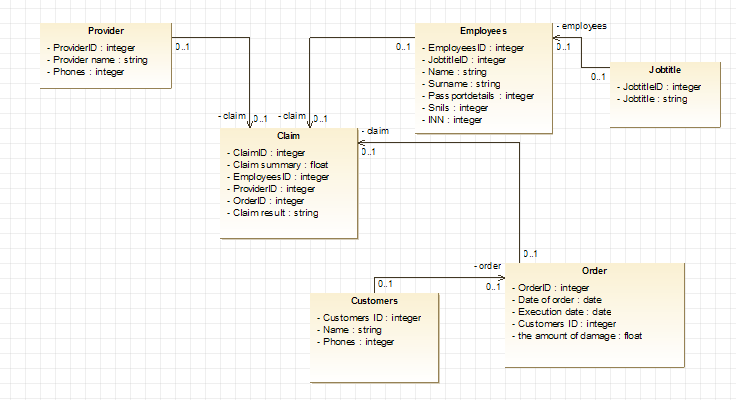 Provider
- ProviderID : integer
- Provider name : string
- Phones : integer
0..1
- claim
0..1
Employees
- EmployeesID : integer
- JobtitleID : integer
- Name : string
- Surname : string
- Passportdetails : integer
- Snils : integer
- INN : integer
0..1
- claim
0..1
- employees
0..1
Jobtitle
- JobtitleID : integer
- Jobtitle : string
0..1
Claim
- ClaimID : integer
- Claim summary : float
- EmployeesID : integer
- ProviderID : integer
- OrderID : integer
- Claim result : string
- claim
0..1
0..1
Order
- OrderID : integer
- Date of order : date
- Execution date : date
- Customers ID : integer
- the amount of damage : float
- order
0..1
0..1
Customers
- Customers ID : integer
- Name : string
- Phones : integer